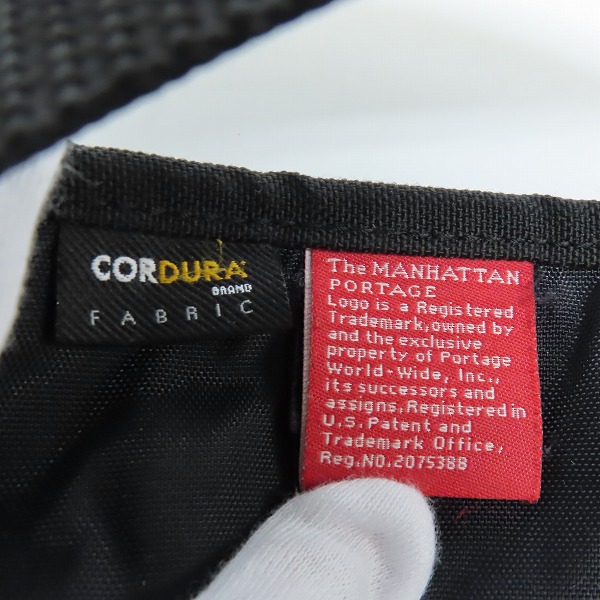 CORDURA
BRAND
FABRIC
The MANHATTAN
PORTAGE
Logo is a Registered
Trademark,owned by
and the exclusive
property of Portage
World-Wide, Inc.,
its successors and
assigns.Registered in
U.S.Patent and
Trademark Office,
Reg.NO.2075388